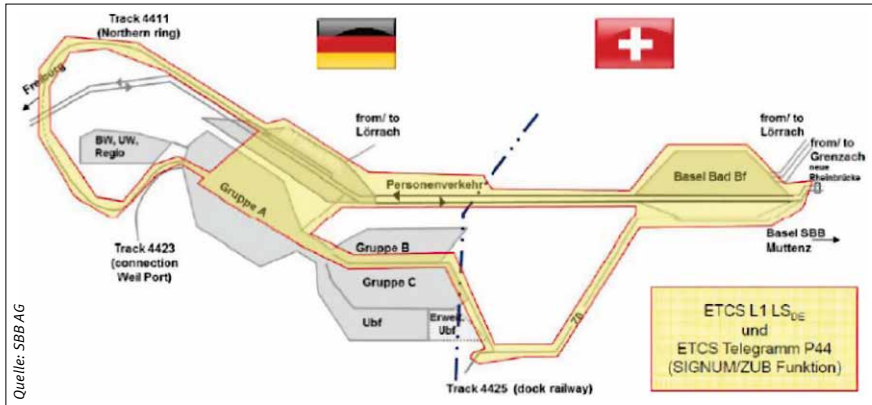 Track 4411
(Northern ring)
Freiburg
from/ to
Lörrach
BW, UW,
Regio
Gruppe A
Personenverkehr
from/ to
Lörrach
from/ to
Grenzach
neue
Rheinbrücke
Basel Bad Bf
Basel SBB
Muttenz
Track 4423
(connection
Weil Port)
Gruppe B
Gruppe C
Ubf
Erweit.
Ubf
Track 4425 (dock railway)
ETCS L1 LSDE
und
ETCS Telegramm P44
(SIGNUM/ZUB Funktion)
Quelle: SBB AG